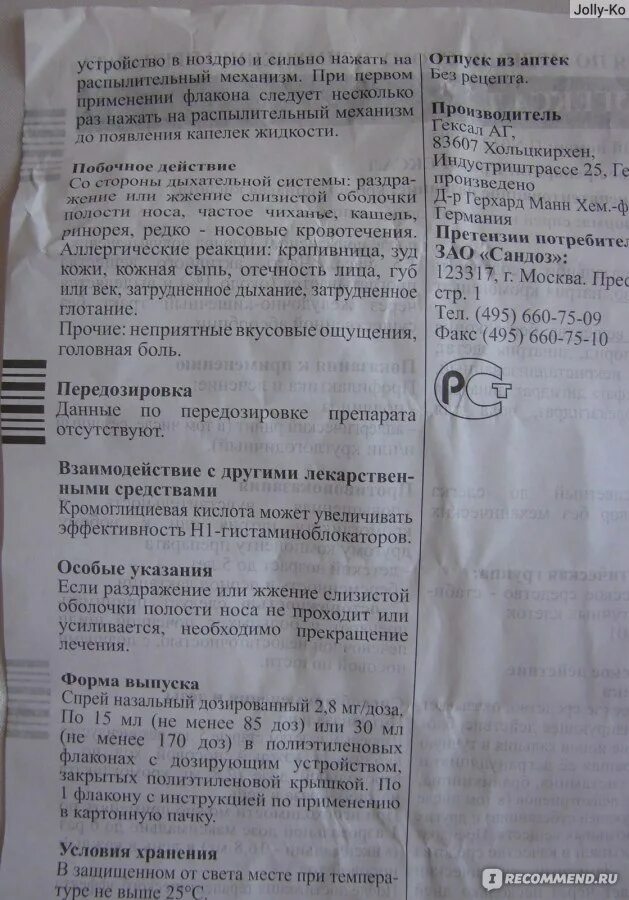 Jolly-Ko
устройство в ноздрю и сильно нажать на
распылительный механизм. При первом
применении флакона следует несколько
раз нажать на распылительный механизм
до появления капелек жидкости.
Побочное действие
Со стороны дыхательной системы: раздра-
жение или жжение слизистой оболочки
полости носа, частое чиханье, кашель,
ринорея, редко - носовые кровотечения.
Аллергические реакции: крапивница, зуд
кожи, кожная сыпь, отечность лица, губ
или век, затрудненное дыхание, затрудненное
глотание.
Прочие: неприятные вкусовые ощущения,
головная боль.
Передозировка
Данные по передозировке препарата
отсутствуют.
Взаимодействие с другими лекарствен-
ными средствами
Кромоглициевая кислота может увеличивать
эффективность Н1-гистаминоблокаторов.
Особые указания
Если раздражение или жжение слизистой
оболочки полости носа не проходит или
усиливается, необходимо прекращение
лечения.
Форма выпуска
Спрей назальный дозированный 2,8 мг/доза.
По 15 мл (не менее 85 доз) или 30 мл
(не менее 170 доз) в полиэтиленовых
флаконах с дозирующим устройством,
закрытых полиэтиленовой крышкой. По
1 флакону с инструкцией по применению
в картонную пачку.
Условия хранения
В защищенном от света месте при темпера-
туре не выше 25°С.
Отпуск из аптек
Без рецепта.
Производитель
Гексал АГ,
83607 Хольцкирхен,
Индустриштрассе 25, Ге
произведено
Д-р Герхард Манн Хем.-ф
Германия
Претензии потребител
ЗАО «Сандоз»:
123317, г. Москва. Прес
стр. 1
Тел. (495) 660-75-09
Факс (495) 660-75-10
РСТ
I RECOMMEND.RU